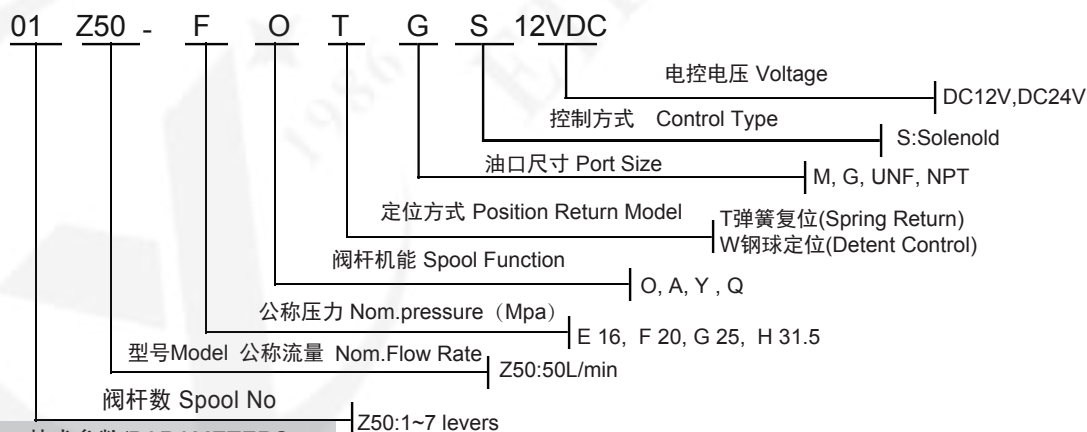 01 Z50 - F O T G S 12VDC
电控电压 Voltage
DC12V,DC24V
控制方式 Control Type
S:Solenold
油口尺寸 Port Size
M, G, UNF, NPT
定位方式 Position Return Model
T弹簧复位(Spring Return)
W钢球定位(Detent Control)
阀杆机能 Spool Function
O, A, Y , Q
公称压力 Nom.pressure（Mpa）
E 16, F 20, G 25, H 31.5
型号Model 公称流量 Nom.Flow Rate
Z50:50L/min
阀杆数 Spool No
Z50:1~7 levers
1986